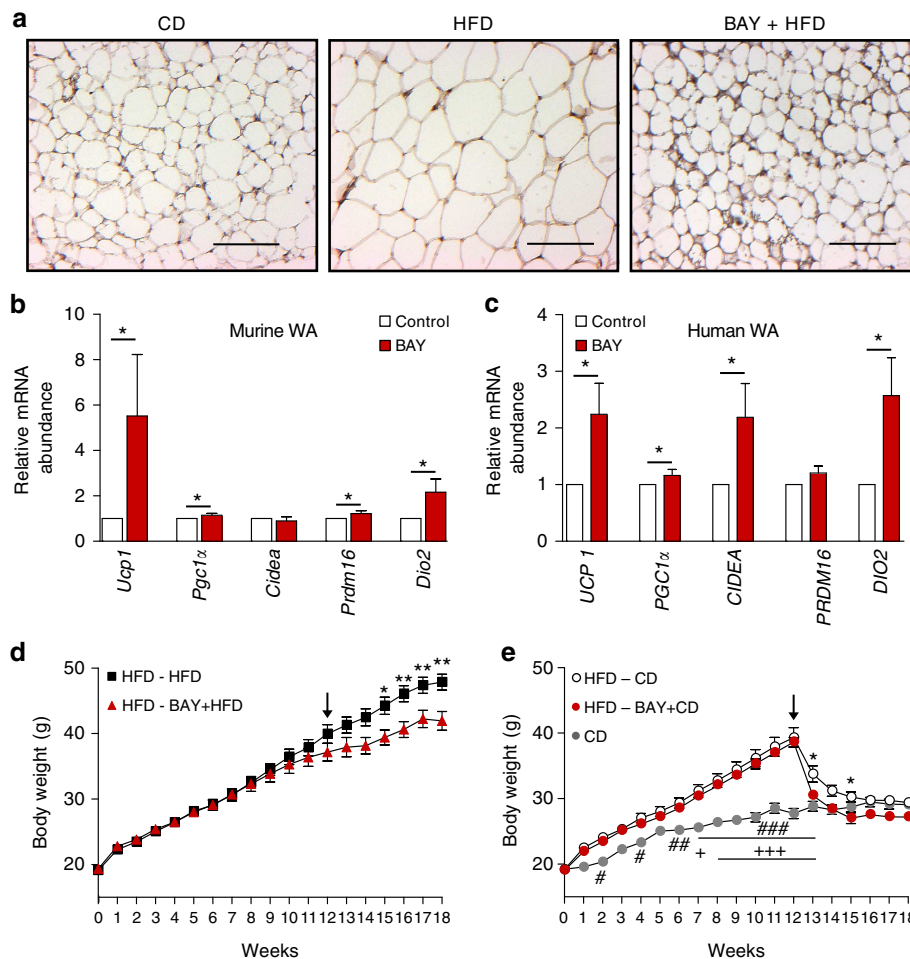 a
CD
HFD
BAY + HFD
b
Murine WA
Control
BAY
Relative mRNA
abundance
10
8
6
4
2
0
*
*
*
*
Ucp1
Pgc1α
Cidea
Prdm16
Dio2
c
Human WA
Control
BAY
Relative mRNA
abundance
4
3
2
1
0
*
*
*
*
UCP 1
PGC1α
CIDEA
PRDM16
DIO2
d
HFD - HFD
HFD - BAY+HFD
Body weight (g)
50
40
30
20
* ** ** **
0 1 2 3 4 5 6 7 8 9 10 11 12 13 14 15 16 17 18
Weeks
e
HFD – CD
HFD – BAY+CD
CD
Body weight (g)
50
40
30
20
* *
# # ## ###
+ +++
0 1 2 3 4 5 6 7 8 9 10 11 12 13 14 15 16 17 18
Weeks